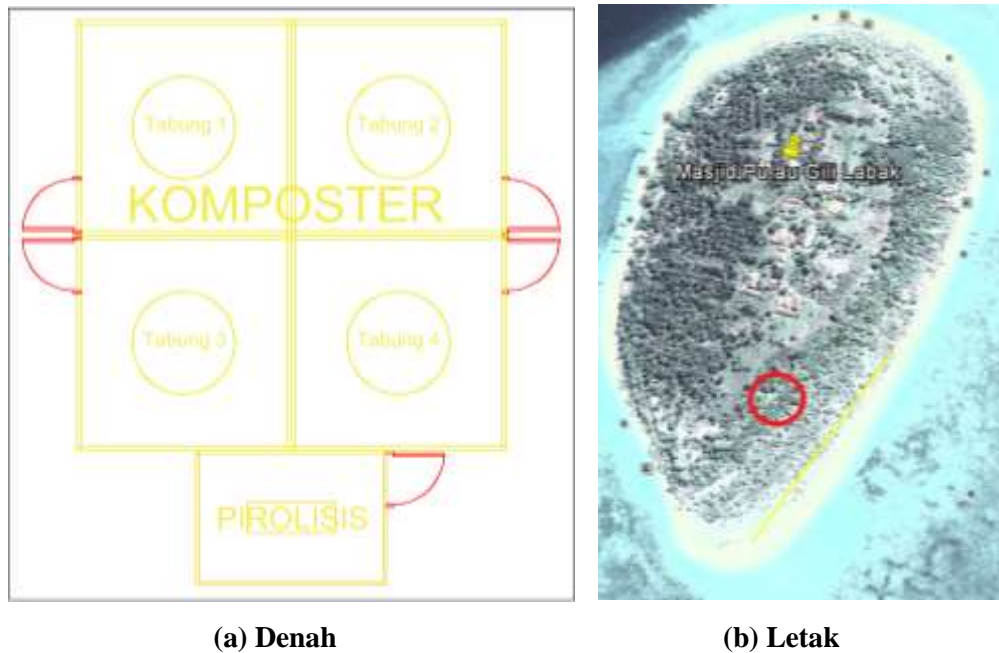 Tabung 1
Tabung 2
KOMPOSTER
Tabung 3
Tabung 4
PIROLISIS
Masjid Pulau Gili Labak
(a) Denah
(b) Letak